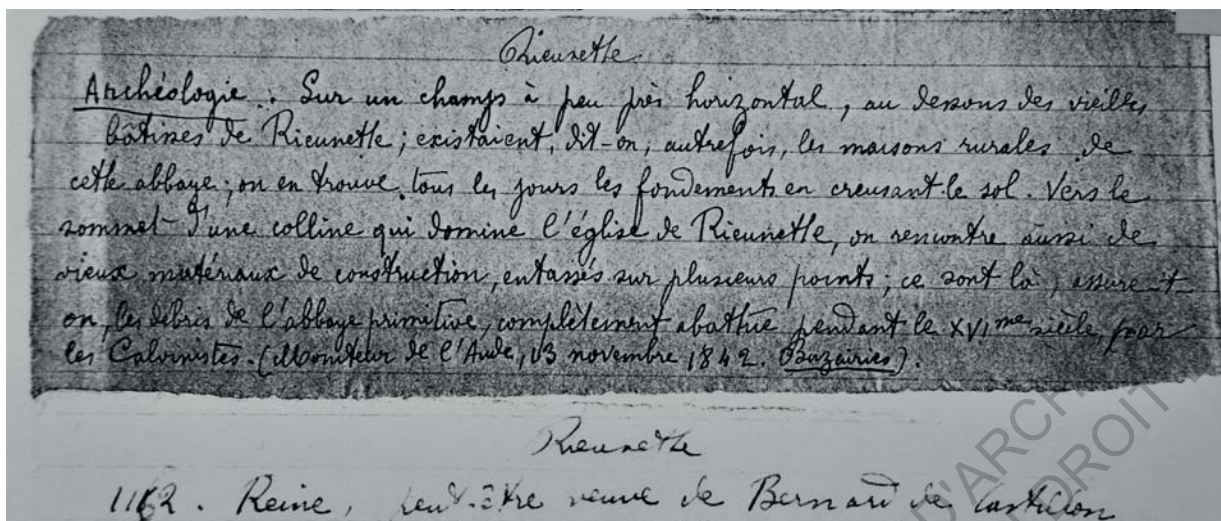 Rieunette
Archéologie. Sur un champs à peu près horizontal, au dessous des vieilles
bâtisses de Rieunette; existaient, dit-on, autrefois, les maisons rurales de
cette abbaye; on en trouve tous les jours les fondements en creusant le sol. Vers le
sommet d'une colline qui domine l'église de Rieunette, on rencontre aussi de
vieux matériaux de construction, entassés sur plusieurs points; ce sont là, assure-t-
on, les débris de l'abbaye primitive, complètement abattue pendant le XVIme siècle, par
les Calvinistes. (Moniteur de l'Aude, 13 novembre 1842. Buzairies).
Rieunette
1162. Reine, peut-être veuve de Bernard de Castillon
D'ARCH
DROIT